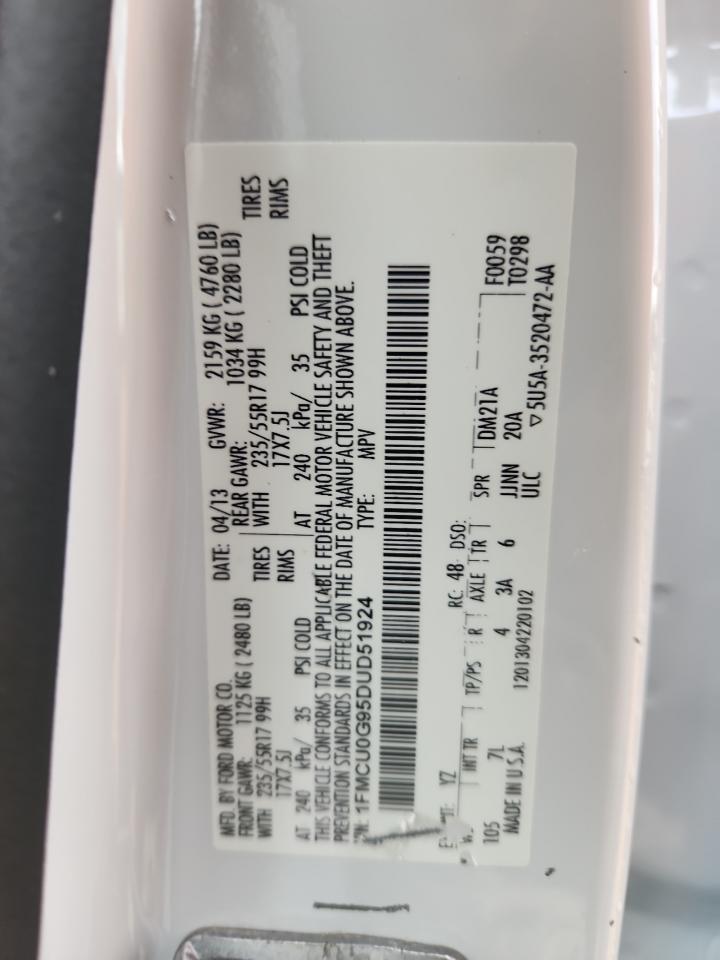 MFD. BY FORD MOTOR CO.
DATE: 04/13 GVWR: 2159 KG ( 4760 LB)
FRONT GAWR: 1125 KG ( 2480 LB) REAR GAWR: 1034 KG ( 2280 LB)
WITH 235/55R17 99H TIRES WITH 235/55R17 99H TIRES
17X7.5J RIMS 17X7.5J RIMS
AT 240 kPa/ 35 PSI COLD AT 240 kPa/ 35 PSI COLD
THIS VEHICLE CONFORMS TO ALL APPLICABLE FEDERAL MOTOR VEHICLE SAFETY AND THEFT
PREVENTION STANDARDS IN EFFECT ON THE DATE OF MANUFACTURE SHOWN ABOVE.
VIN: 1FMCU0G95DUD51924 TYPE: MPV
YZ RC: 48 DSO: F0059
INT TR TP/PS R AXLE TR SPR DM2TA T0298
105 7L 4 3A 6 JJNN 20A
MADE IN U.S.A. 1201304220102 ULC ▽5U5A-3520472-AA